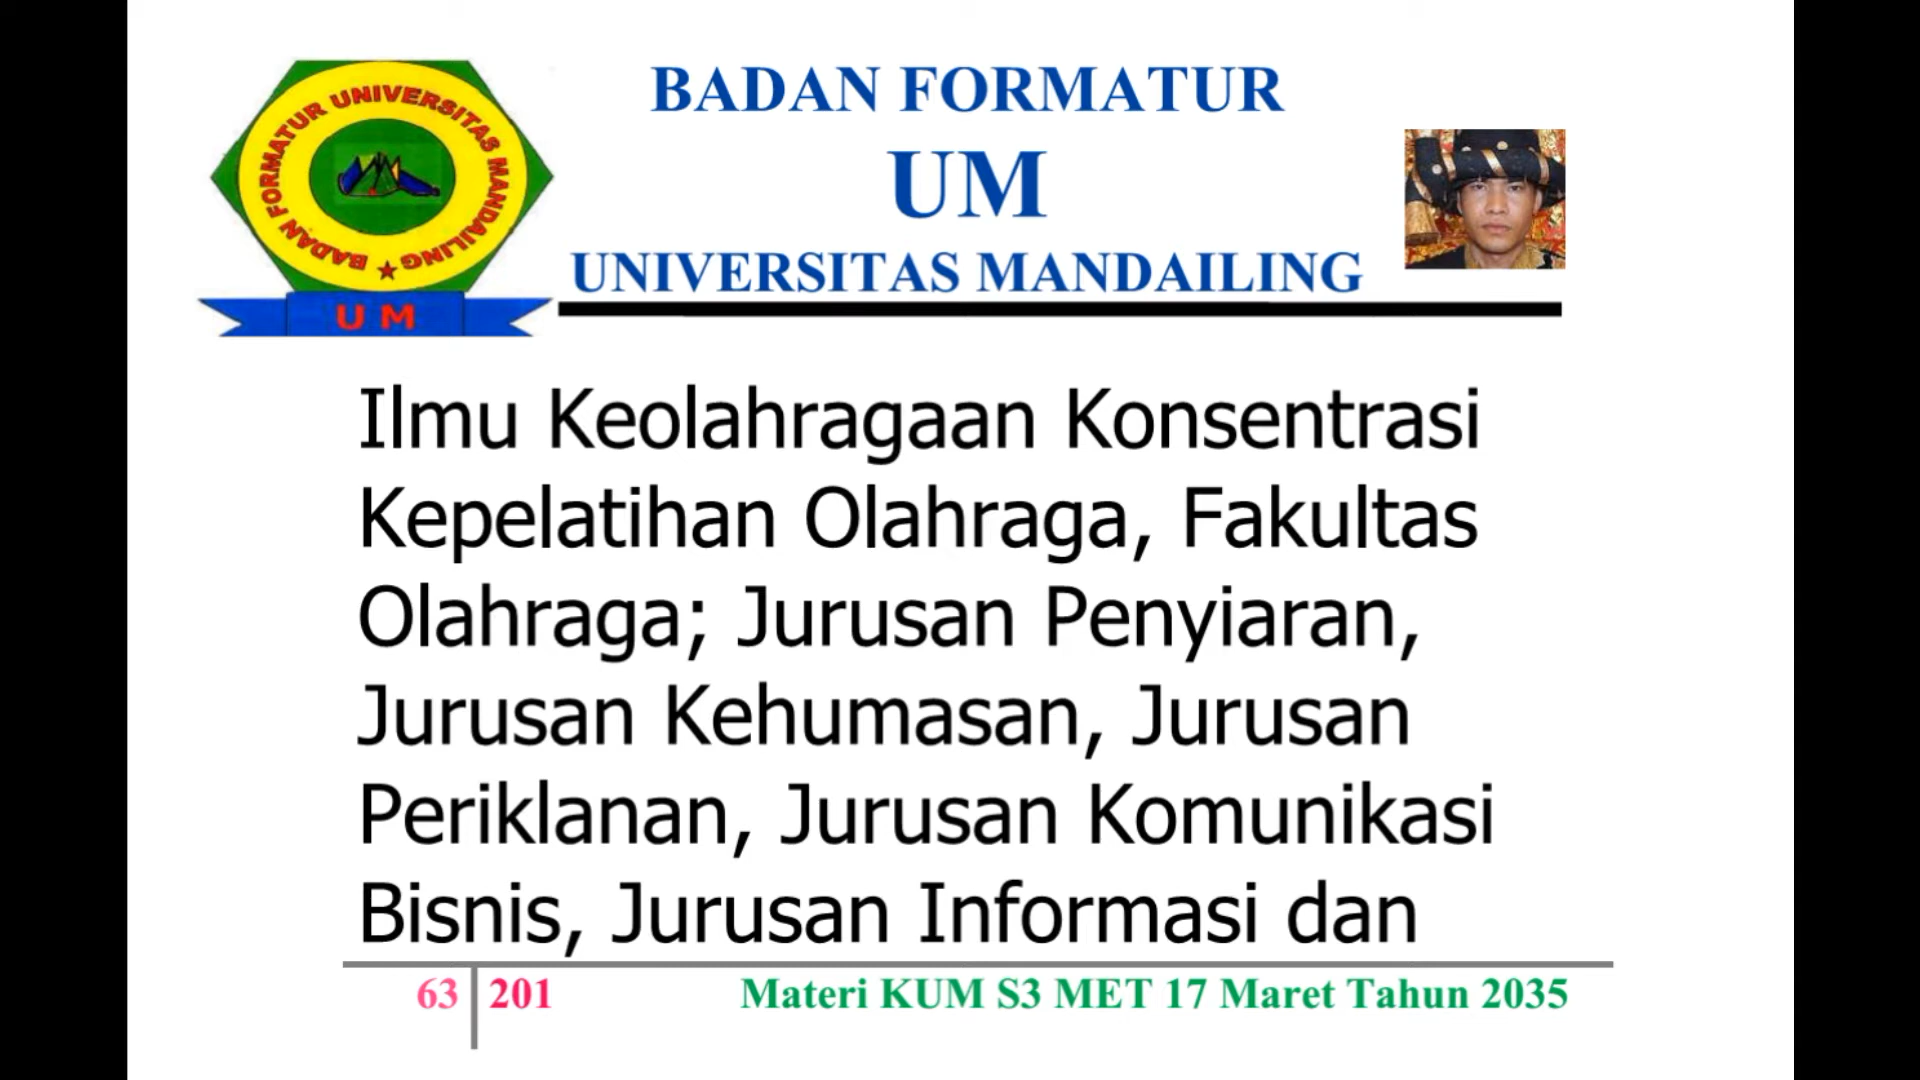 BADAN FORMATUR UNIVERSITAS MANDAILING
UM
BADAN FORMATUR
UM
UNIVERSITAS MANDAILING
Ilmu Keolahragaan Konsentrasi
Kepelatihan Olahraga, Fakultas
Olahraga; Jurusan Penyiaran,
Jurusan Kehumasan, Jurusan
Periklanan, Jurusan Komunikasi
Bisnis, Jurusan Informasi dan
63 201 Materi KUM S3 MET 17 Maret Tahun 2035